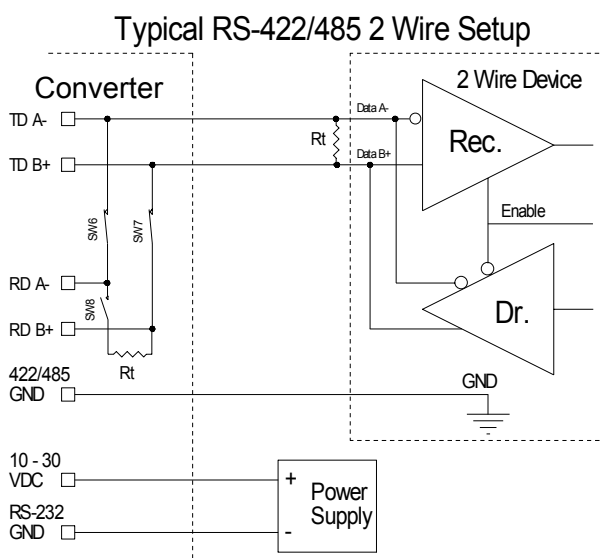 Typical RS-422/485 2 Wire Setup
Converter
2 Wire Device
TD A-
Data A-
Rt
Rec.
TD B+
Data B+
SW6
SW7
Enable
RD A-
SW8
RD B+
Dr.
Rt
422/485
GND
GND
10 - 30
VDC
+
Power
Supply
RS-232
GND
-